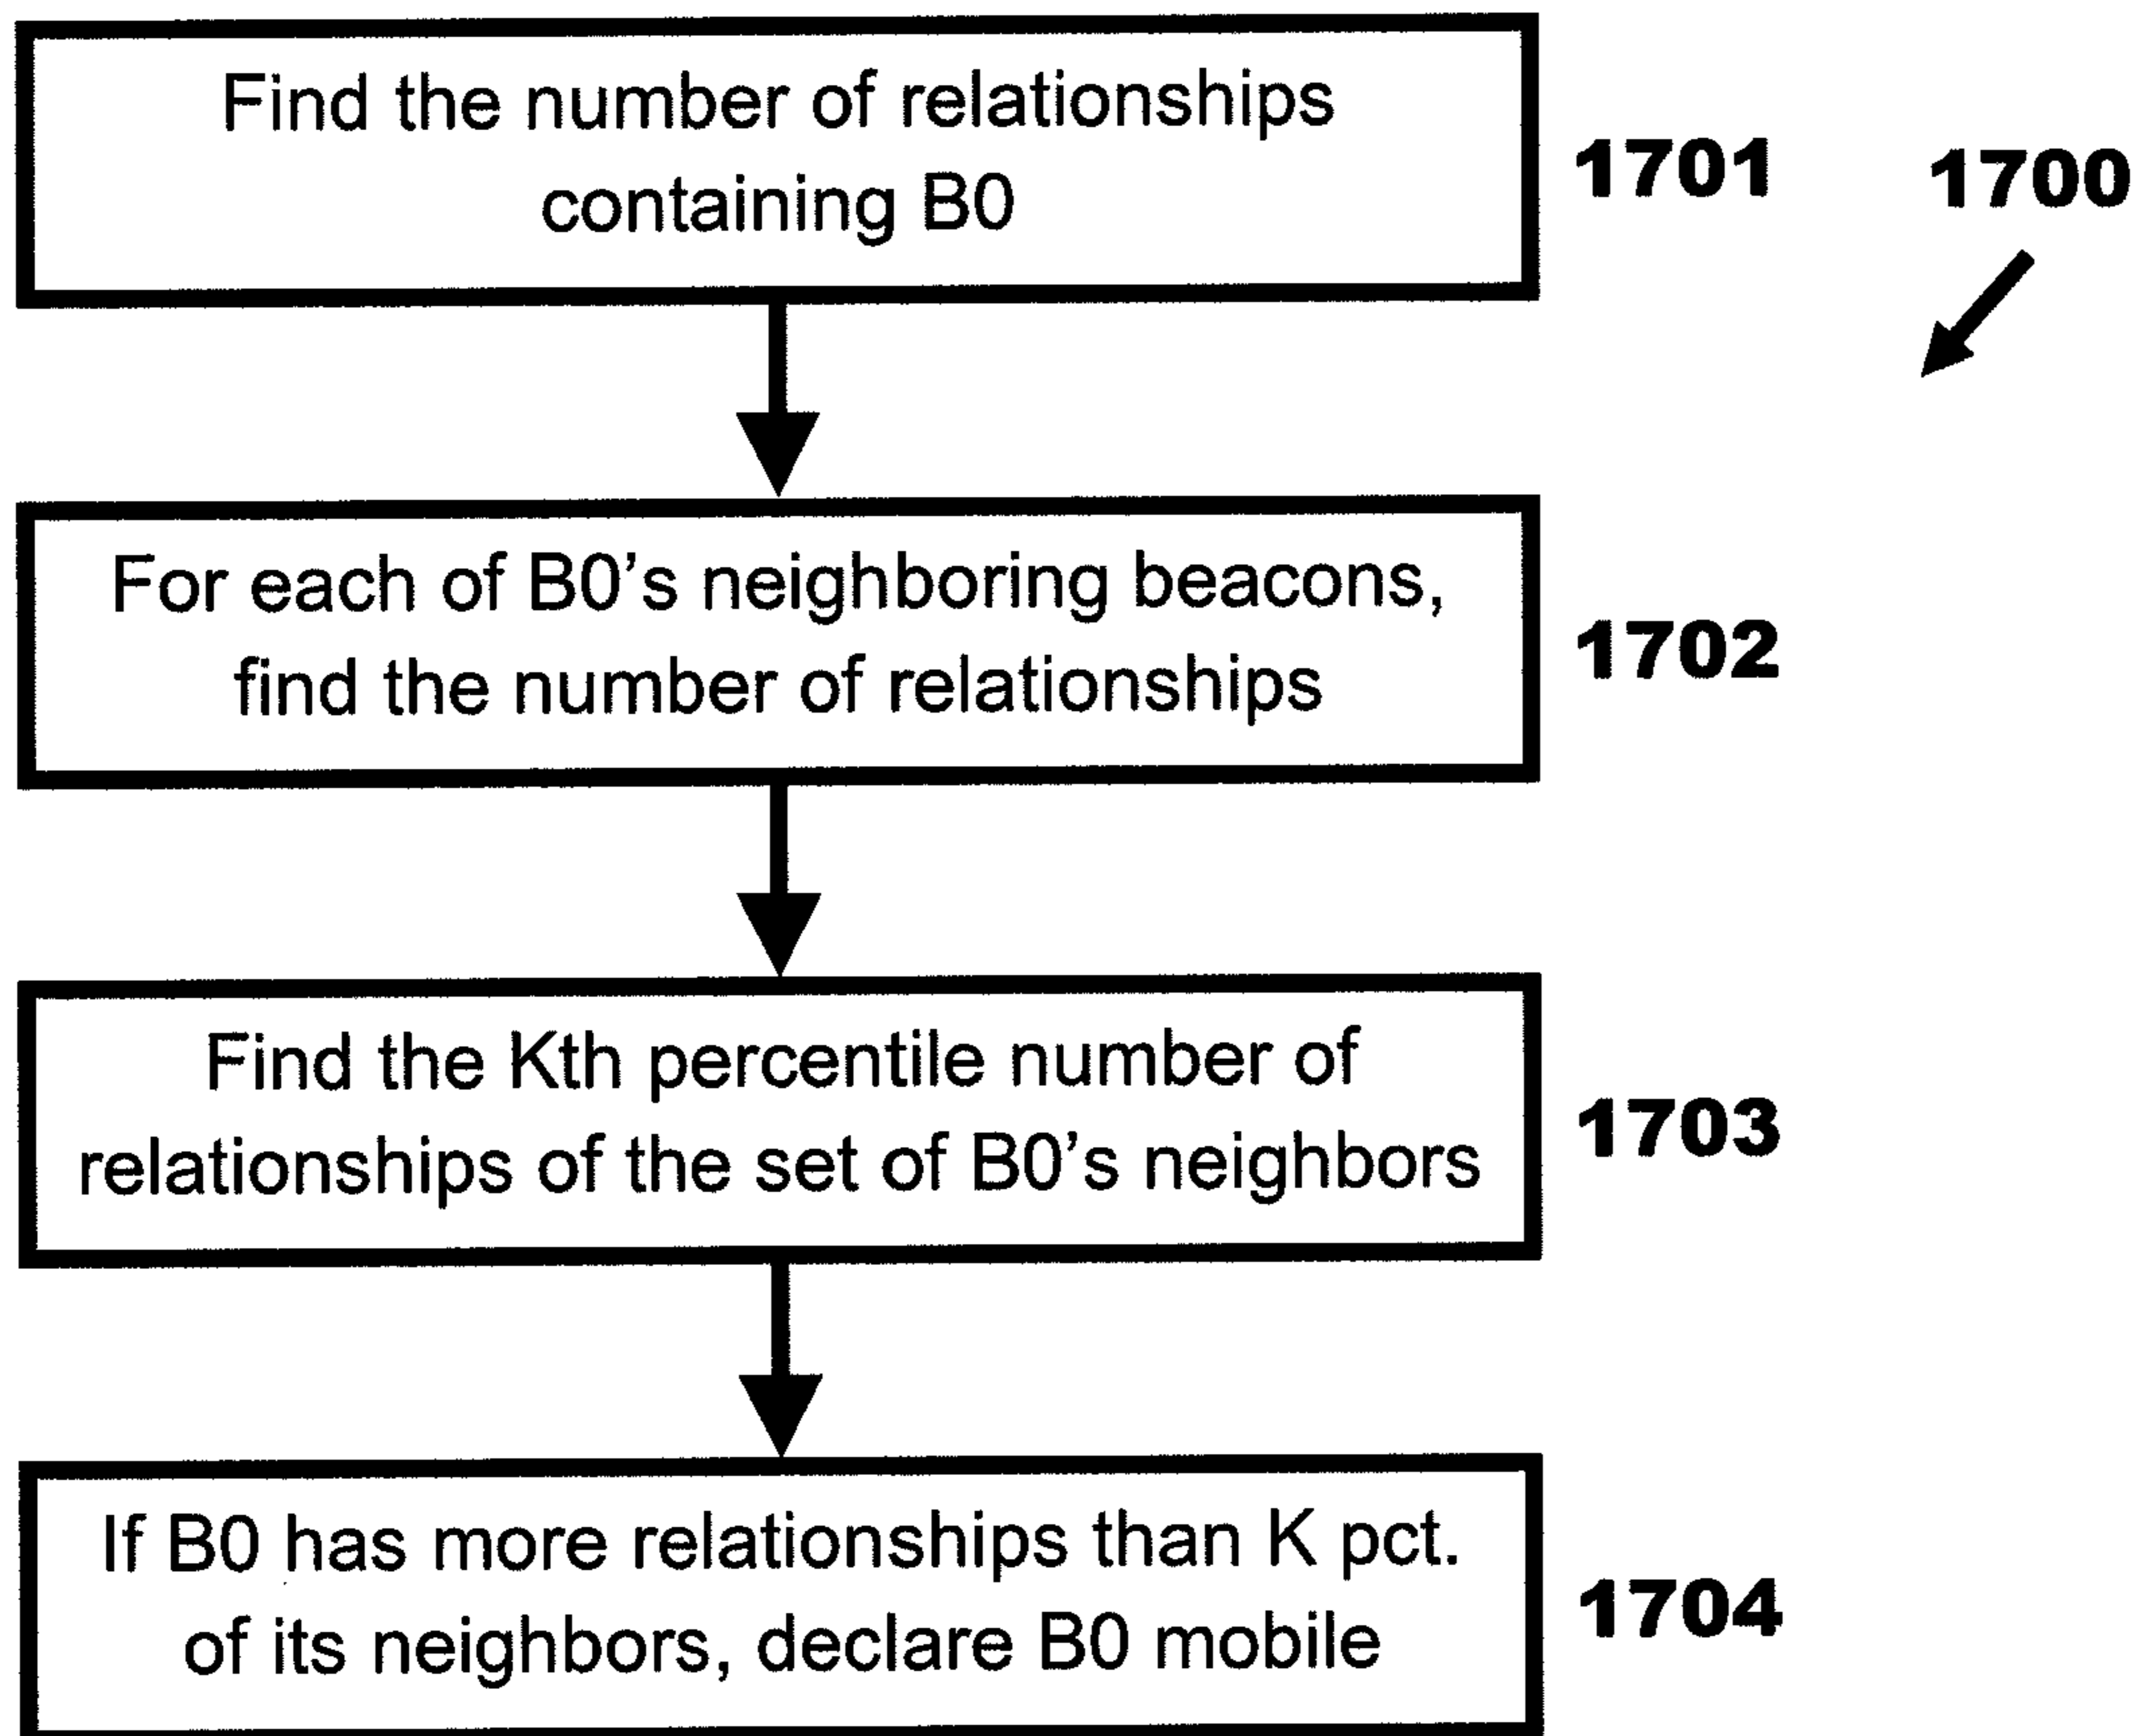 Find the number of relationships
containing B0
1701
1700
For each of B0's neighboring beacons,
find the number of relationships
1702
Find the Kth percentile number of
relationships of the set of B0's neighbors
1703
If B0 has more relationships than K pct.
of its neighbors, declare B0 mobile
1704